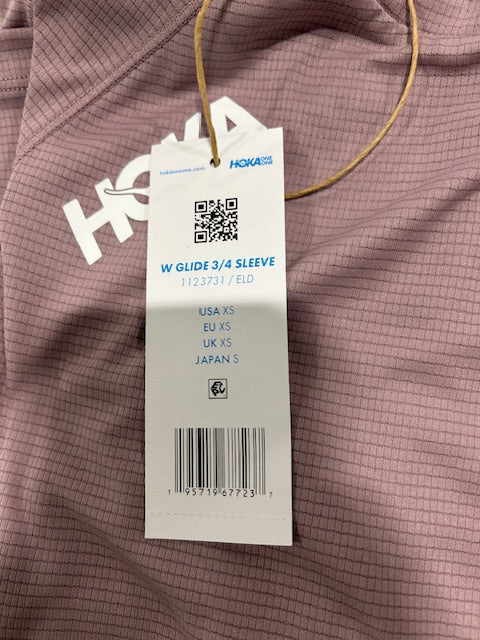 HOKA
hokaoneone.com HOKA ONE ONE
W GLIDE 3/4 SLEEVE
1123731 / ELD
USA XS
EU XS
UK XS
JAPAN S
1 95719 67723 7